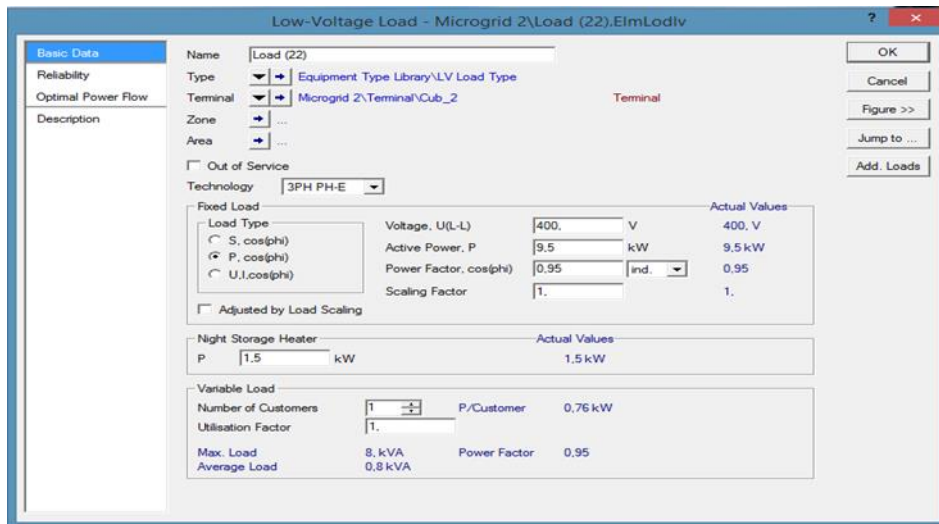 Low-Voltage Load - Microgrid 2\Load (22).ElmLodlv ? ×
Basic Data
Reliability
Optimal Power Flow
Description
Name Load (22)
Type Equipment Type Library\LV Load Type
Terminal Microgrid 2\Terminal\Cub_2 Terminal
Zone ...
Area ...
Out of Service
Technology 3PH PH-E
Fixed Load Actual Values
Load Type
S, cos(phi)
P, cos(phi)
U,I,cos(phi)
Voltage, U(L-L) 400, V 400, V
Active Power, P 9,5 kW 9,5 kW
Power Factor, cos(phi) 0,95 ind. 0,95
Scaling Factor 1, 1,
Adjusted by Load Scaling
Night Storage Heater Actual Values
P 1,5 kW 1,5 kW
Variable Load
Number of Customers 1 P/Customer 0,76 kW
Utilisation Factor 1,
Max. Load 8, kVA Power Factor 0,95
Average Load 0,8 kVA
OK
Cancel
Figure >>
Jump to ...
Add. Loads